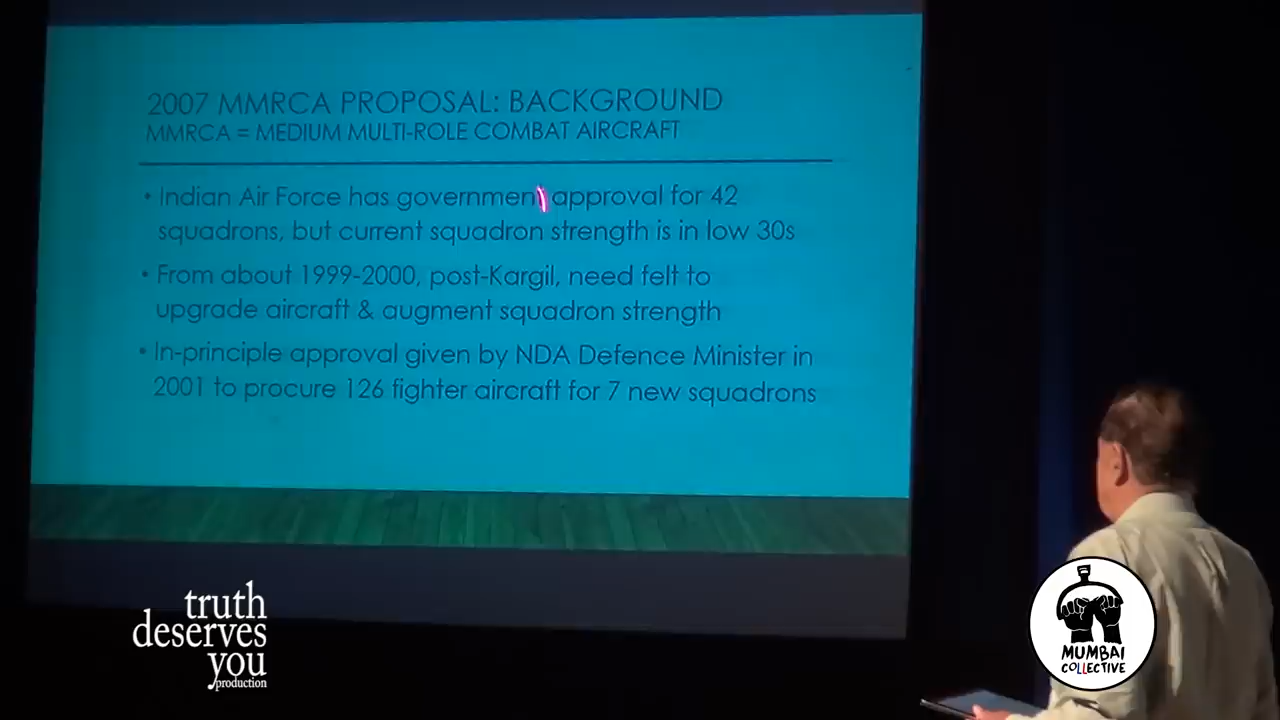 2007 MMRCA PROPOSAL: BACKGROUND
MMRCA = MEDIUM MULTI-ROLE COMBAT AIRCRAFT
• Indian Air Force has government approval for 42
squadrons, but current squadron strength is in low 30s
• From about 1999-2000, post-Kargil, need felt to
upgrade aircraft & augment squadron strength
• In-principle approval given by NDA Defence Minister in
2001 to procure 126 fighter aircraft for 7 new squadrons
truth
deserves
you
production
MUMBAI
COLLECTIVE